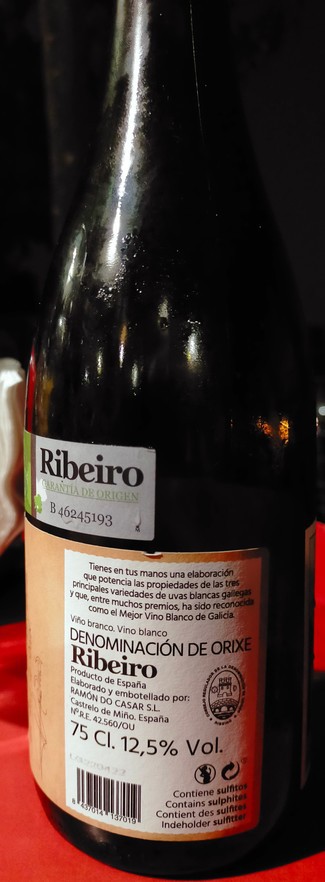 Ribeiro
GARANTÍA DE ORIGEN
B 46245193
Tienes en tus manos una elaboración
que potencia las propiedades de las tres
principales variedades de uvas blancas gallegas
y que, entre muchos premios, ha sido reconocida
como el Mejor Vino Blanco de Galicia.
Viño branco. Vino blanco
DENOMINACIÓN DE ORIXE
Ribeiro
Producto de España
Elaborado y embotellado por:
RAMÓN DO CASAR S.L.
Castrelo de Miño. España
Nº.R.E. 42.560/OU
75 Cl. 12,5% Vol.
Contiene sulfitos
Contains sulphites
Contient des sulfites
Indeholder sulfitter
8 437014 137019